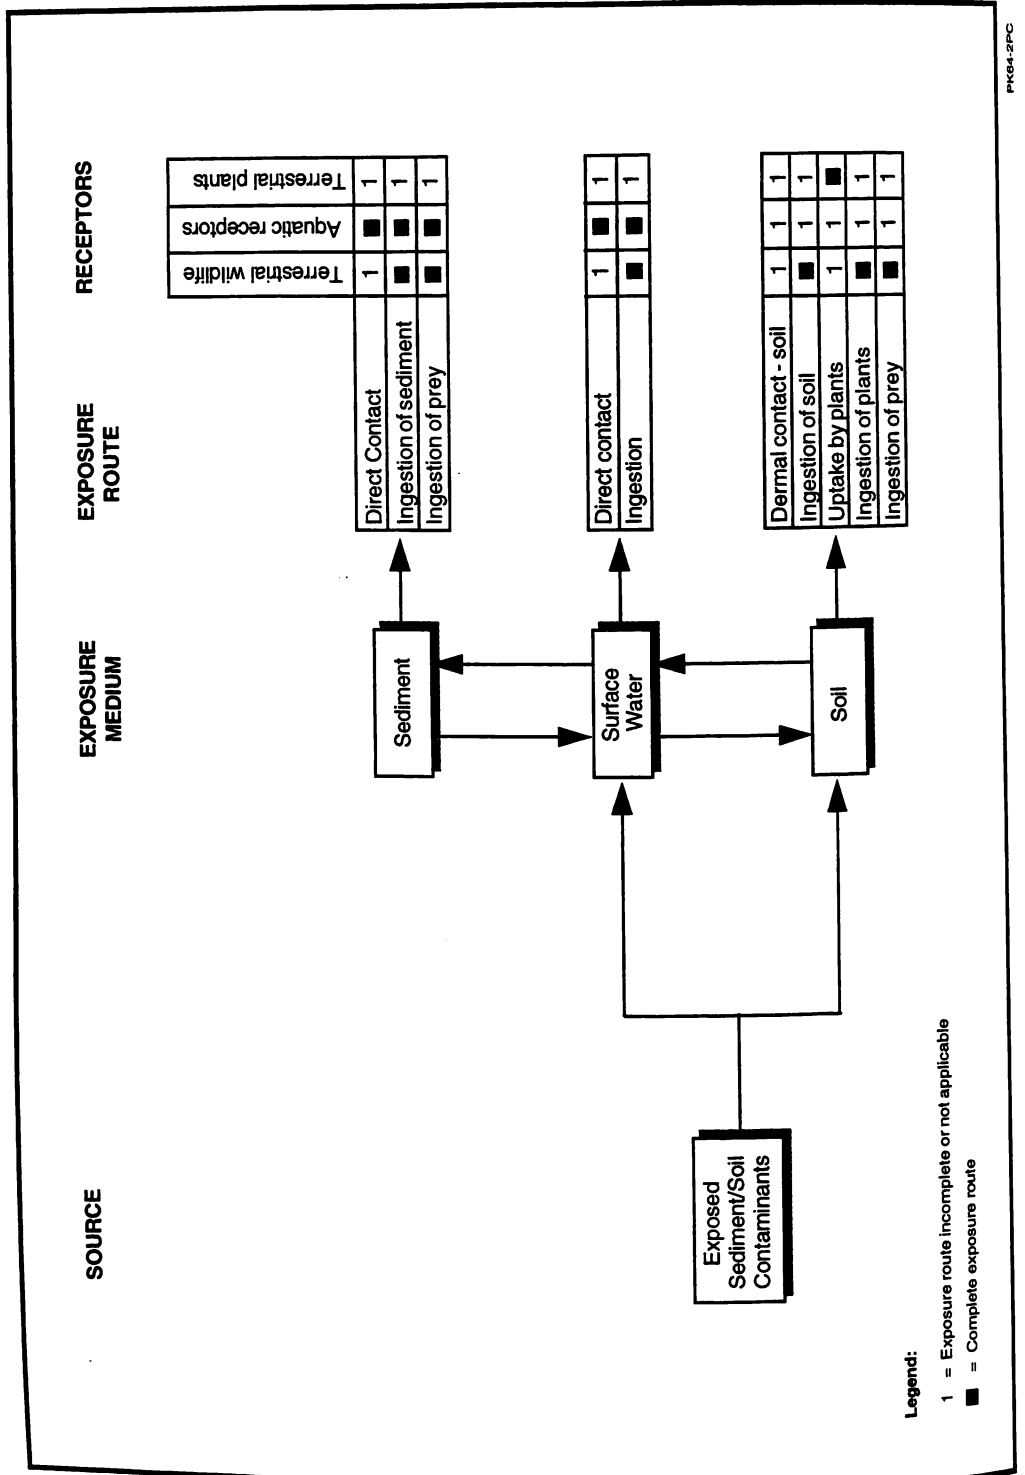 SOURCE
EXPOSURE
MEDIUM
EXPOSURE
ROUTE
RECEPTORS
Terrestrial wildlife
Aquatic receptors
Terrestrial plants
Exposed
Sediment/Soil
Contaminants
Sediment
Direct Contact 1 ■ 1
Ingestion of sediment ■ ■ 1
Ingestion of prey ■ ■ 1
Surface
Water
Direct contact 1 ■ 1
Ingestion ■ ■ 1
Soil
Dermal contact - soil 1 1 1
Ingestion of soil ■ 1 1
Uptake by plants 1 1 ■
Ingestion of plants ■ 1 1
Ingestion of prey ■ 1 1
Legend:
1 = Exposure route incomplete or not applicable
■ = Complete exposure route
PK64-2PC